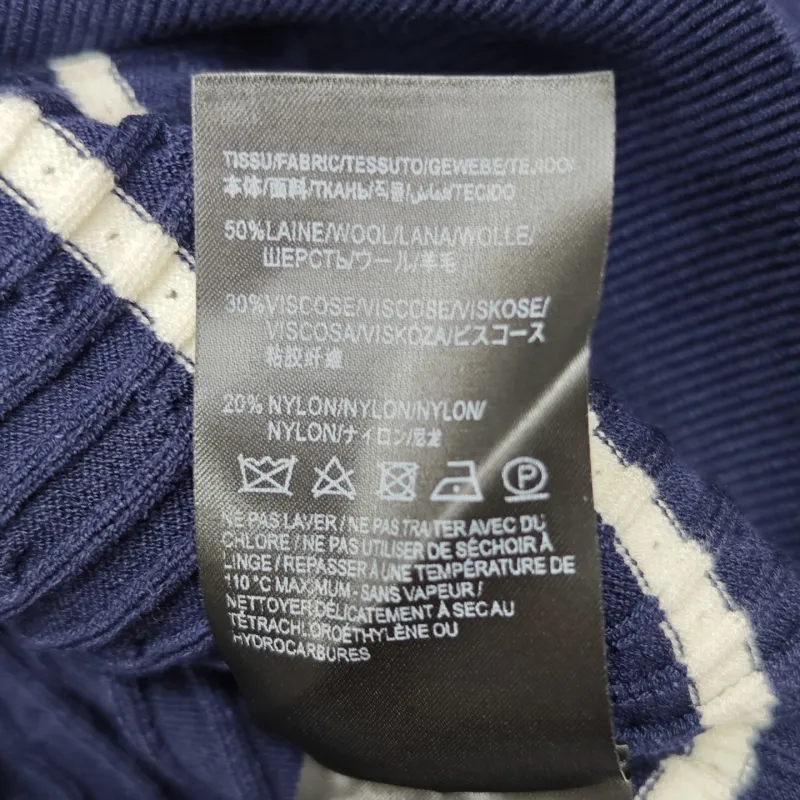 TISSU/FABRIC/TESSUTO/GEWEBE/TEJIDO/
本体/面料/ТКАНЬ/직물/قماش/TECIDO
50%LAINE/WOOL/LANA/WOLLE/
ШЕРСТЬ/ウール/羊毛
30%VISCOSE/VISCOSE/VISKOSE/
VISCOSA/VISKOZA/ビスコース
粘胶纤维
20% NYLON/NYLON/NYLON/
NYLON/ナイロン/尼龙
P
NE PAS LAVER / NE PAS TRAITER AVEC DU
CHLORE / NE PAS UTILISER DE SÉCHOIR À
LINGE / REPASSER À UNE TEMPÉRATURE DE
110 °C MAXIMUM - SANS VAPEUR /
NETTOYER DÉLICATEMENT À SEC AU
TÉTRACHLOROÉTHYLÈNE OU
HYDROCARBURES